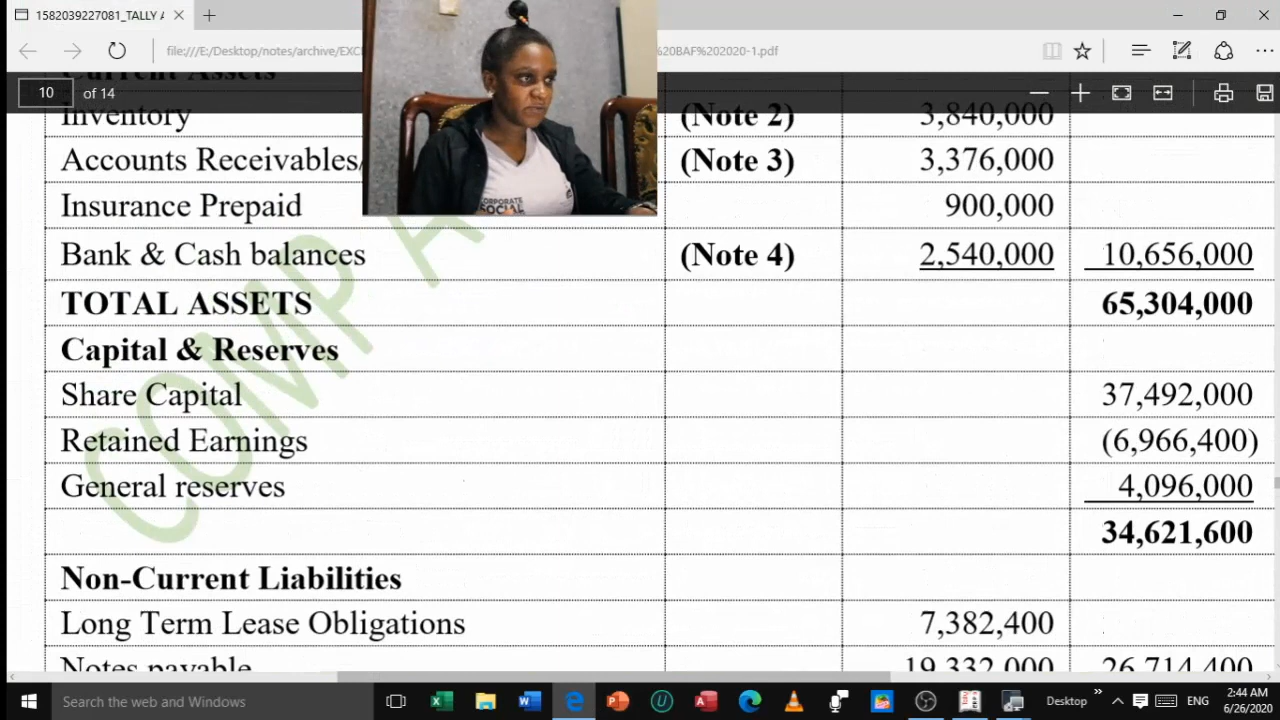 1582039227081_TALLY A
file:///E:/Desktop/notes/archive/EXC %20BAF%202020-1.pdf
10 of 14
Current Assets
Inventory (Note 2) 3,840,000
Accounts Receivables/ (Note 3) 3,376,000
Insurance Prepaid 900,000
Bank & Cash balances (Note 4) 2,540,000 10,656,000
TOTAL ASSETS 65,304,000
Capital & Reserves
Share Capital 37,492,000
Retained Earnings (6,966,400)
General reserves 4,096,000
34,621,600
Non-Current Liabilities
Long Term Lease Obligations 7,382,400
Notes payable 19,332,000 26,714,400
CORPORATE
SOCIAL
COMP A
Search the web and Windows
Desktop
ENG
2:44 AM
6/26/2020